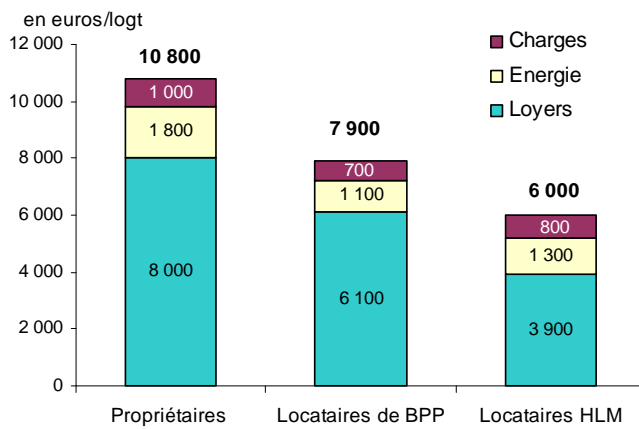 en euros/logt
12 000
10 000
8 000
6 000
4 000
2 000
0
10 800
1 000
1 800
8 000
7 900
700
1 100
6 100
6 000
800
1 300
3 900
Charges
Energie
Loyers
Propriétaires
Locataires de BPP
Locataires HLM